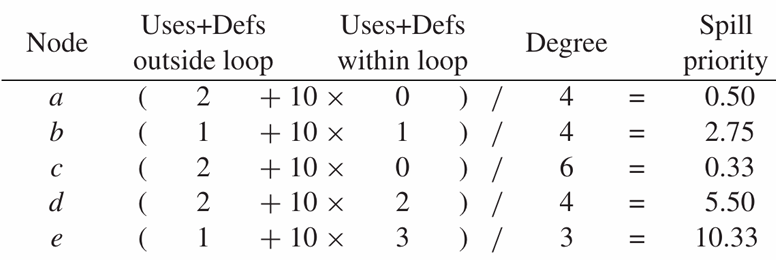 Node Uses+Defs outside loop Uses+Defs within loop Degree Spill priority
a ( 2 + 10 × 0 ) / 4 = 0.50
b ( 1 + 10 × 1 ) / 4 = 2.75
c ( 2 + 10 × 0 ) / 6 = 0.33
d ( 2 + 10 × 2 ) / 4 = 5.50
e ( 1 + 10 × 3 ) / 3 = 10.33